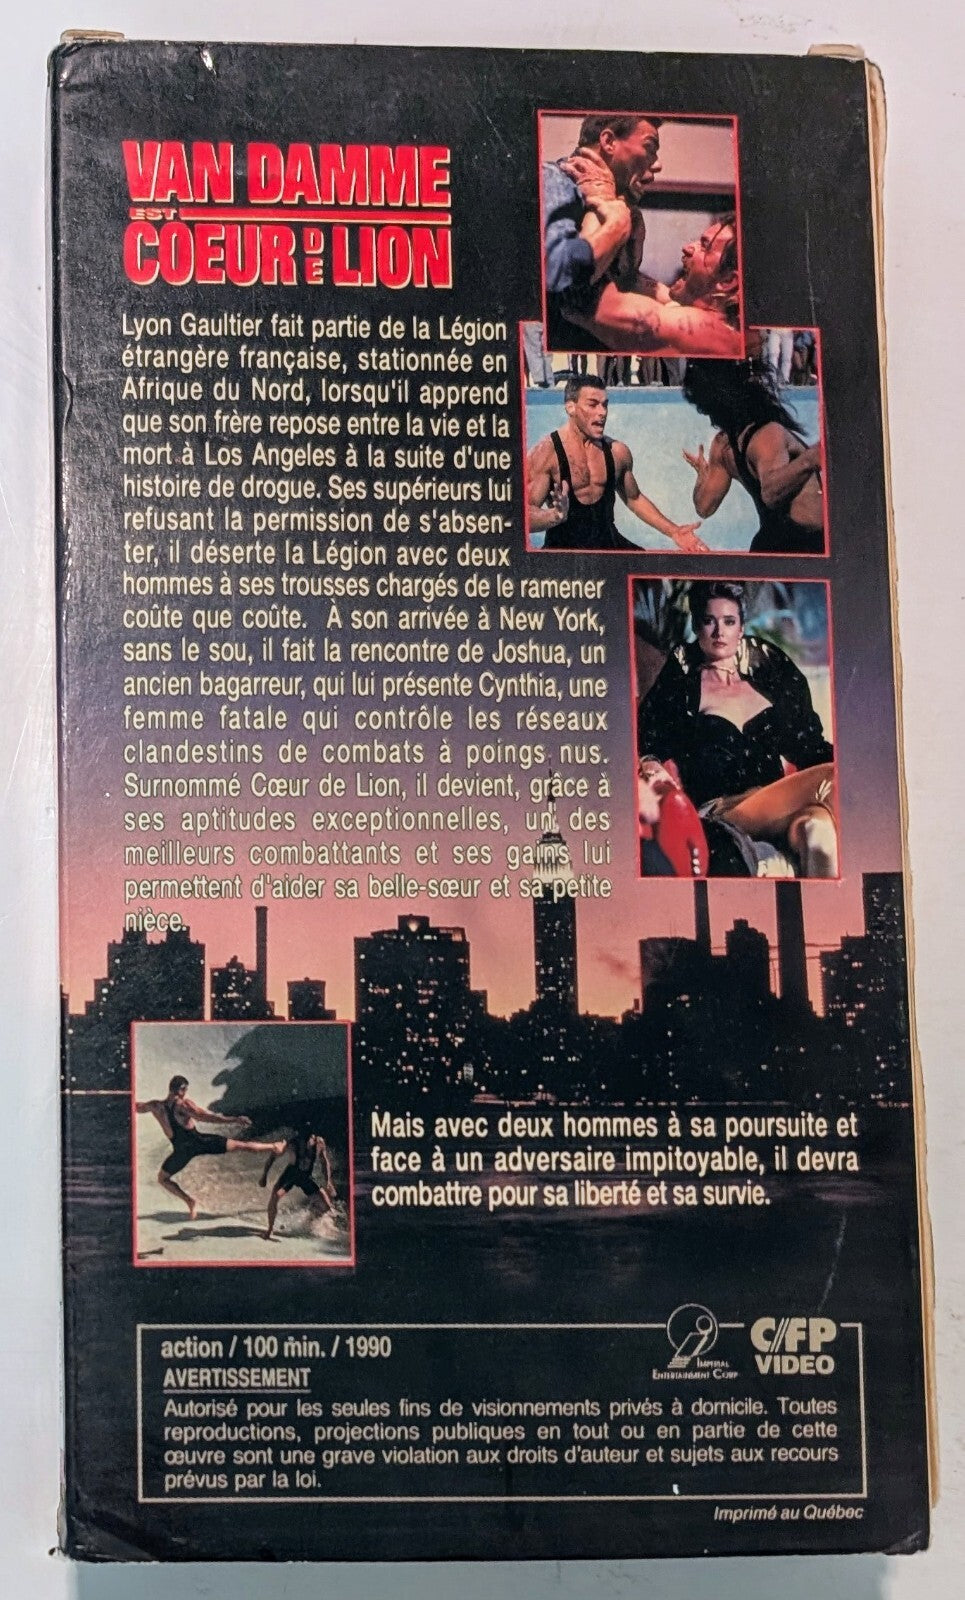 VAN DAMME
EST
COEUR DE LION
Lyon Gaultier fait partie de la Légion
étrangère française, stationnée en
Afrique du Nord, lorsqu'il apprend
que son frère repose entre la vie et la
mort à Los Angeles à la suite d'une
histoire de drogue. Ses supérieurs lui
refusant la permission de s'absen-
ter, il déserte la Légion avec deux
hommes à ses trousses chargés de le ramener
coûte que coûte. À son arrivée à New York,
sans le sou, il fait la rencontre de Joshua, un
ancien bagarreur, qui lui présente Cynthia, une
femme fatale qui contrôle les réseaux
clandestins de combats à poings nus.
Surnommé Cœur de Lion, il devient, grâce à
ses aptitudes exceptionnelles, un des
meilleurs combattants et ses gains lui
permettent d'aider sa belle-sœur et sa petite
nièce.
Mais avec deux hommes à sa poursuite et
face à un adversaire impitoyable, il devra
combattre pour sa liberté et sa survie.
action / 100 min. / 1990
IMPERIAL
ENTERTAINMENT CORP
C/FP
VIDEO
AVERTISSEMENT
Autorisé pour les seules fins de visionnements privés à domicile. Toutes
reproductions, projections publiques en tout ou en partie de cette
œuvre sont une grave violation aux droits d'auteur et sujets aux recours
prévus par la loi.
Imprimé au Québec